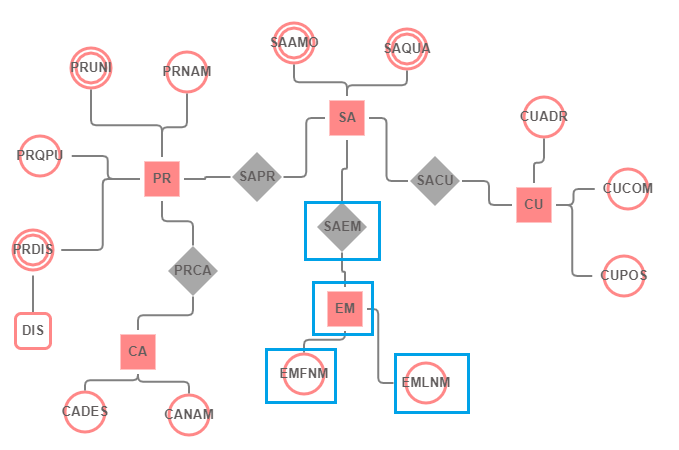 SAAMO
SAQUA
PRUNI
PRNAM
SA
CUADR
PRQPU
PR
SAPR
SACU
CUCOM
CU
SAEM
PRDIS
PRCA
CUPOS
EM
DIS
CA
EMFNM
EMLNM
CADES
CANAM